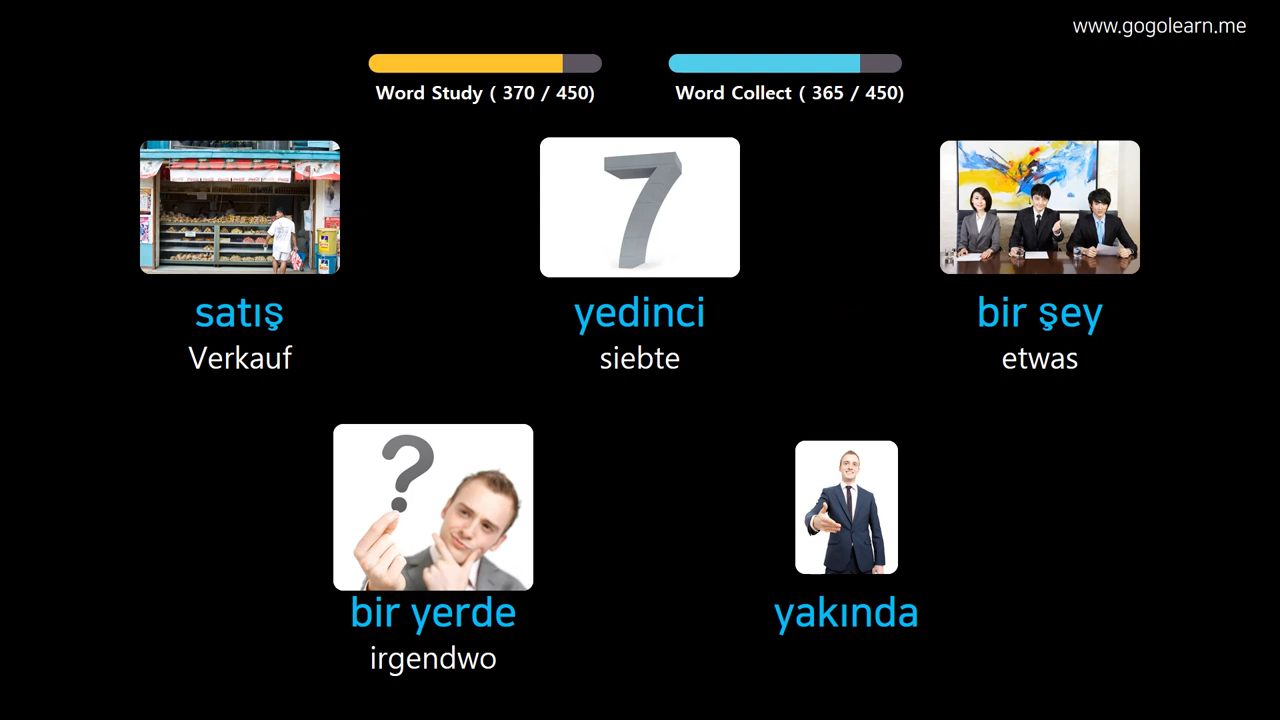 www.gogolearn.me
Word Study ( 370 / 450)
Word Collect ( 365 / 450)
satış
yedinci
bir şey
Verkauf
siebte
etwas
bir yerde
yakında
irgendwo